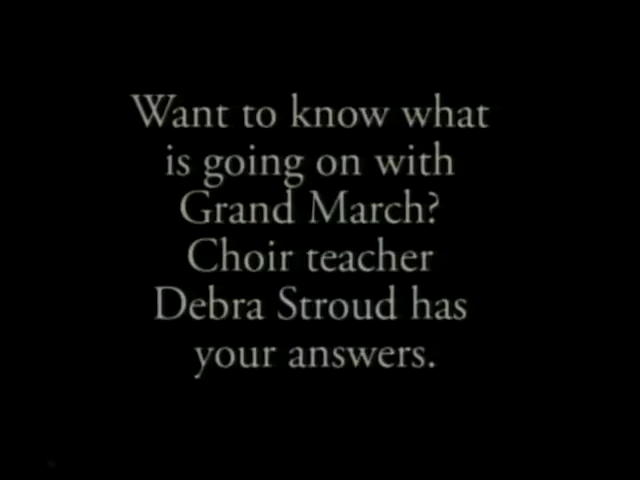 Want to know what
is going on with
Grand March?
Choir teacher
Debra Stroud has
your answers.